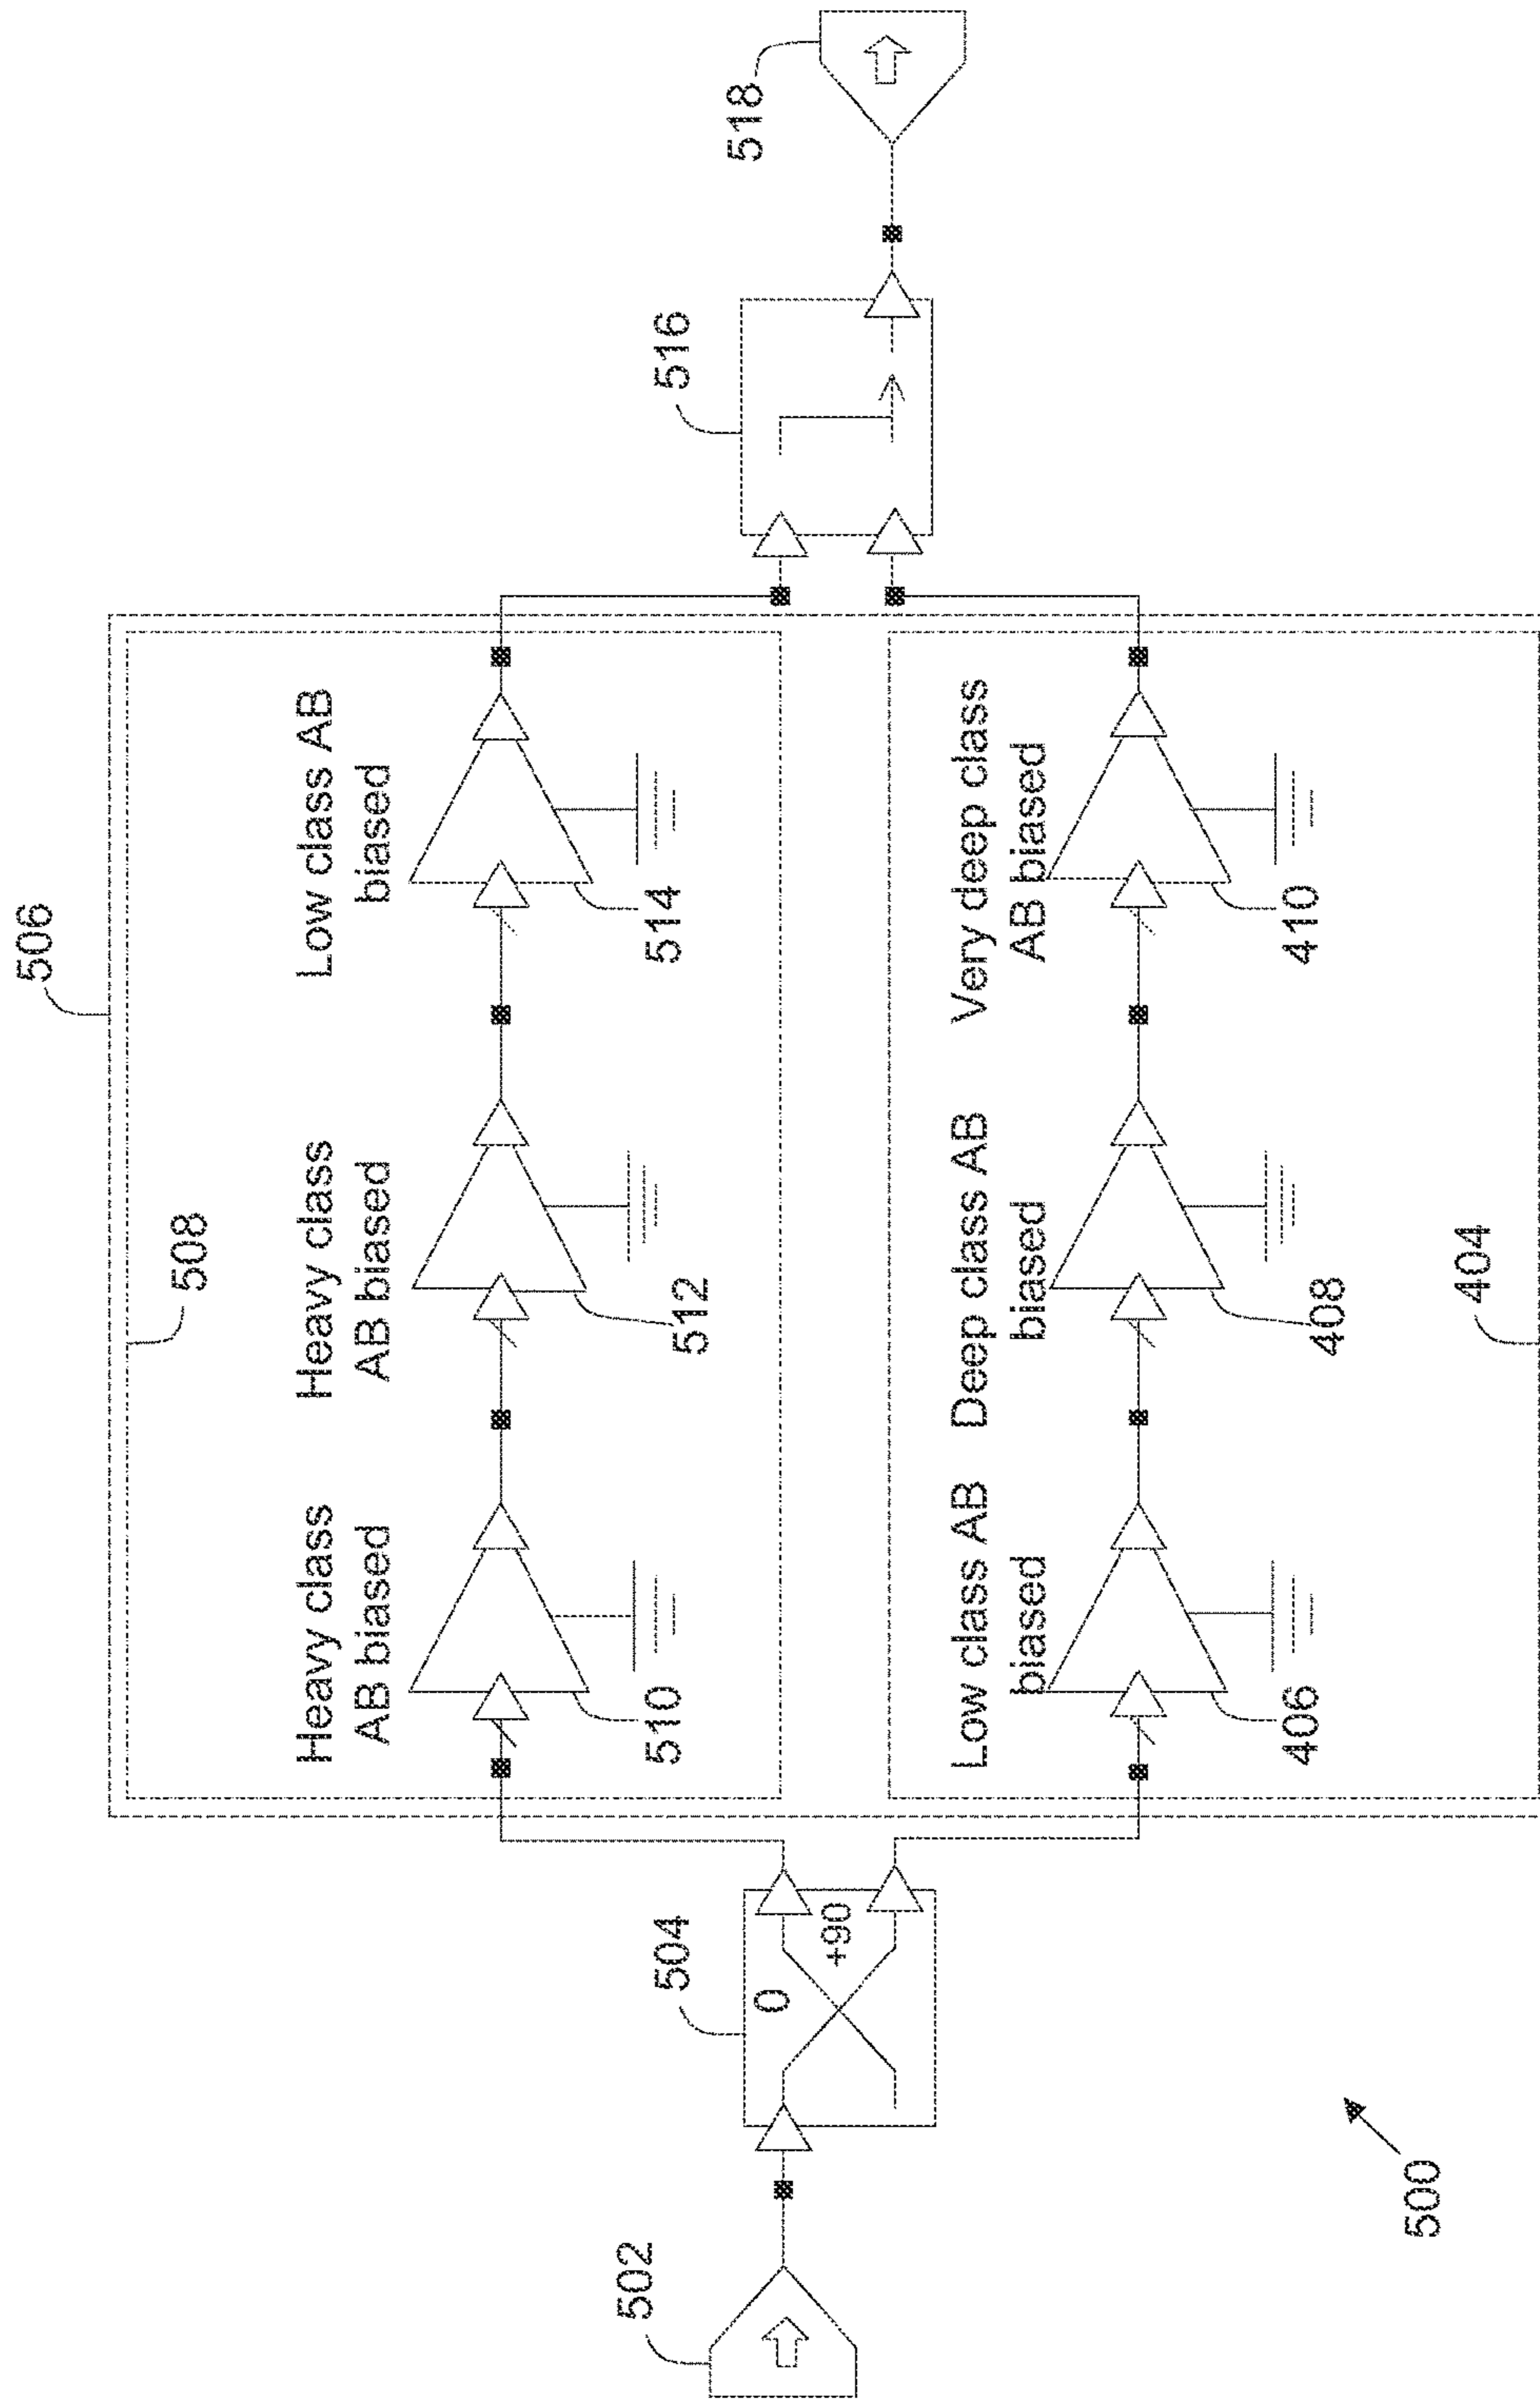 506
508
Heavy class
AB biased
Heavy class
AB biased
Low class AB
biased
510
512
514
502
504
0
+90
516
518
Low class AB
biased
Deep class AB
biased
Very deep class
AB biased
406
408
410
404
500